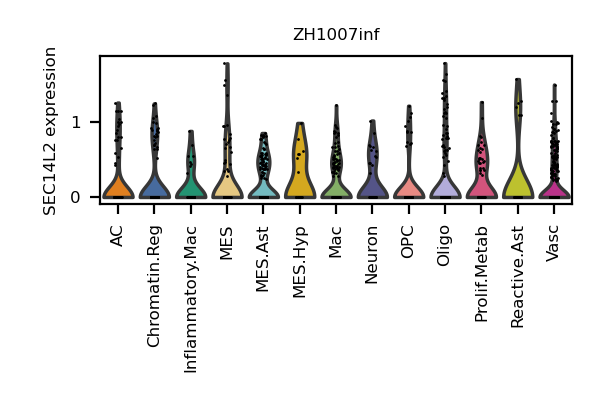 ZH1007inf
SEC14L2 expression
1
0
AC
Chromatin.Reg
Inflammatory.Mac
MES
MES.Ast
MES.Hyp
Mac
Neuron
OPC
Oligo
Prolif.Metab
Reactive.Ast
Vasc